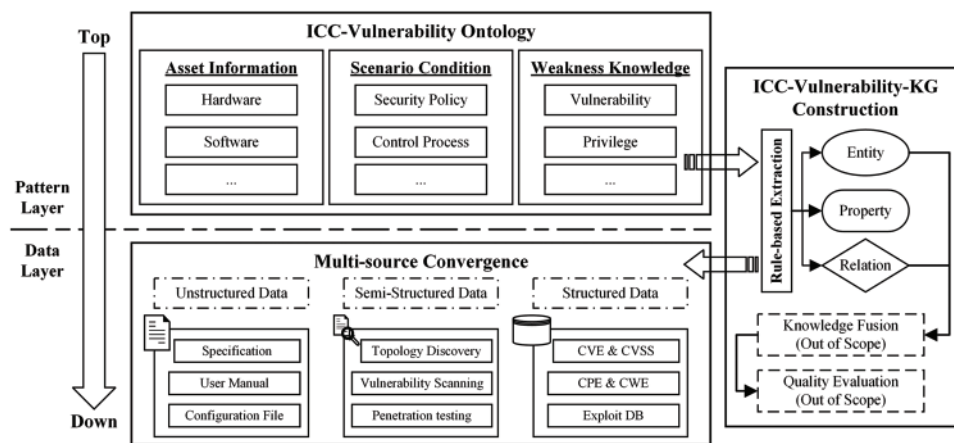 Top
Pattern
Layer
Data
Layer
Down
ICC-Vulnerability Ontology
Asset Information
Hardware
Software
...
Scenario Condition
Security Policy
Control Process
...
Weakness Knowledge
Vulnerability
Privilege
...
Multi-source Convergence
Unstructured Data
Specification
User Manual
Configuration File
Semi-Structured Data
Topology Discovery
Vulnerability Scanning
Penetration testing
Structured Data
CVE & CVSS
CPE & CWE
Exploit DB
ICC-Vulnerability-KG
Construction
Rule-based Extraction
Entity
Property
Relation
Knowledge Fusion
(Out of Scope)
Quality Evaluation
(Out of Scope)